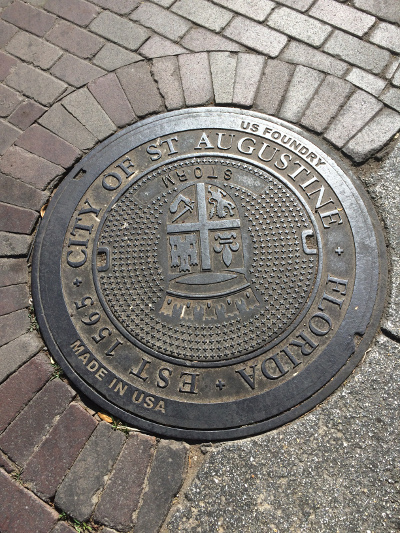 US FOUNDRY
CITY OF ST AUGUSTINE + FLORIDA + EST 1565 +
STORM
MADE IN USA